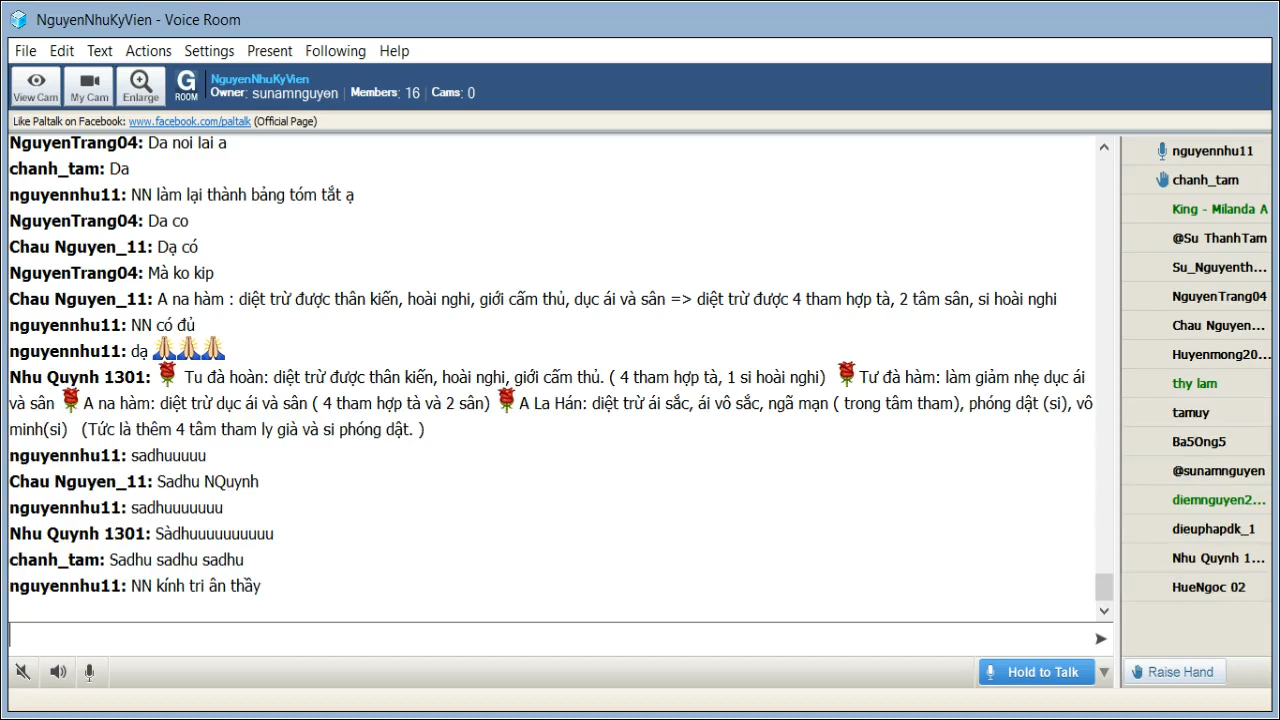 NguyenNhuKyVien - Voice Room
File Edit Text Actions Settings Present Following Help
View Cam My Cam Enlarge G ROOM NguyenNhuKyVien
Owner: sunamnguyen Members: 16 Cams: 0
Like Paltalk on Facebook: www.facebook.com/paltalk (Official Page)
NguyenTrang04: Da noi lai a
chanh_tam: Da
nguyennhu11: NN làm lại thành bảng tóm tắt ạ
NguyenTrang04: Da co
Chau Nguyen_11: Dạ có
NguyenTrang04: Mà ko kip
Chau Nguyen_11: A na hàm : diệt trừ được thân kiến, hoài nghi, giới cấm thủ, dục ái và sân => diệt trừ được 4 tham hợp tà, 2 tâm sân, si hoài nghi
nguyennhu11: NN có đủ
nguyennhu11: dạ
Nhu Quynh 1301: Tu đà hoàn: diệt trừ được thân kiến, hoài nghi, giới cấm thủ. ( 4 tham hợp tà, 1 si hoài nghi) Tư đà hàm: làm giảm nhẹ dục ái
và sân A na hàm: diệt trừ dục ái và sân ( 4 tham hợp tà và 2 sân) A La Hán: diệt trừ ái sắc, ái vô sắc, ngã mạn ( trong tâm tham), phóng dật (si), vô
minh(si) (Tức là thêm 4 tâm tham ly già và si phóng dật. )
nguyennhu11: sadhuuuuu
Chau Nguyen_11: Sadhu NQuynh
nguyennhu11: sadhuuuuuuu
Nhu Quynh 1301: Sàdhuuuuuuuuuu
chanh_tam: Sadhu sadhu sadhu
nguyennhu11: NN kính tri ân thầy
Hold to Talk
nguyennhu11
chanh_tam
King - Milanda A
@Su ThanhTam
Su_Nguyenth...
NguyenTrang04
Chau Nguyen...
Huyenmong20...
thy lam
tamuy
Ba5Ong5
@sunamnguyen
diemnguyen2...
dieuphapdk_1
Nhu Quynh 1...
HueNgoc 02
Raise Hand